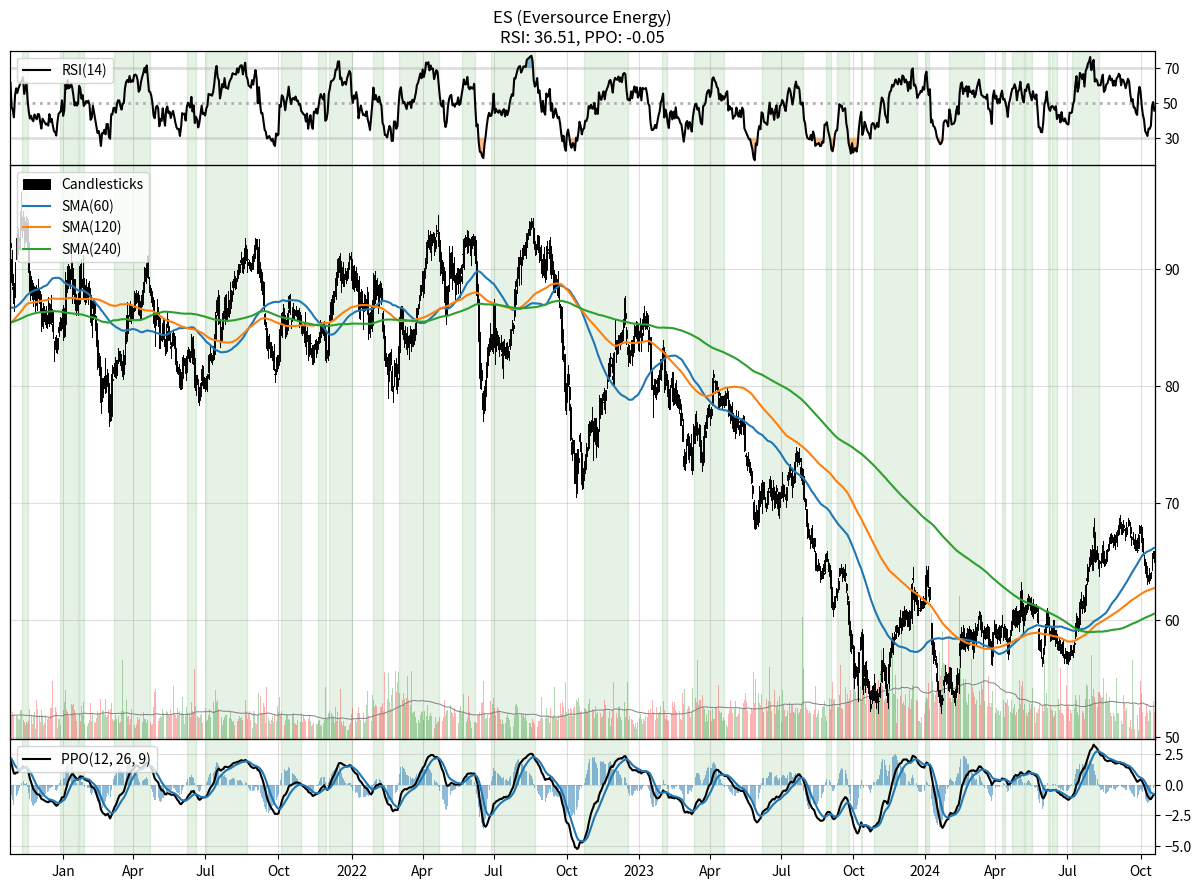 ES (Eversource Energy)
RSI: 36.51, PPO: -0.05
RSI(14)
70
50
30
Candlesticks
SMA(60)
SMA(120)
SMA(240)
90
80
70
60
50
PPO(12, 26, 9)
2.5
0.0
−2.5
−5.0
Jan Apr Jul Oct 2022 Apr Jul Oct 2023 Apr Jul Oct 2024 Apr Jul Oct